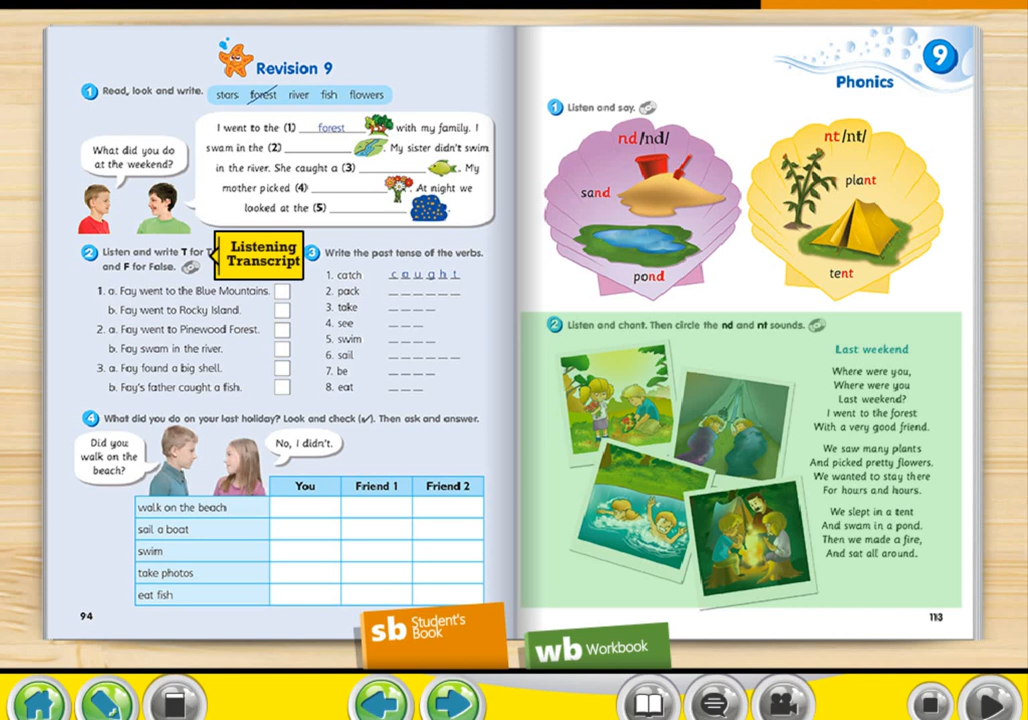 Revision 9
1 Read, look and write.
stars forest river fish flowers
What did you do
at the weekend?
I went to the (1) forest with my family. I
swam in the (2) ________. My sister didn't swim
in the river. She caught a (3) ________. My
mother picked (4) ________. At night we
looked at the (5) ________.
2 Listen and write T for T
and F for False.
Listening
Transcript
1. a. Fay went to the Blue Mountains.
b. Fay went to Rocky Island.
2. a. Fay went to Pinewood Forest.
b. Fay swam in the river.
3. a. Fay found a big shell.
b. Fay's father caught a fish.
3 Write the past tense of the verbs.
1. catch c a u g h t
2. pack _ _ _ _ _ _
3. take _ _ _ _
4. see _ _ _
5. swim _ _ _ _
6. sail _ _ _ _ _ _
7. be _ _ _ _
8. eat _ _ _
4 What did you do on your last holiday? Look and check (✓). Then ask and answer.
Did you
walk on the
beach?
No, I didn't.
You Friend 1 Friend 2
walk on the beach
sail a boat
swim
take photos
eat fish
94
9
Phonics
1 Listen and say.
nd /nd/
sand
pond
nt /nt/
plant
tent
2 Listen and chant. Then circle the nd and nt sounds.
Last weekend
Where were you,
Where were you
Last weekend?
I went to the forest
With a very good friend.
We saw many plants
And picked pretty flowers.
We wanted to stay there
For hours and hours.
We slept in a tent
And swam in a pond.
Then we made a fire,
And sat all around.
113
sb Student's
Book
wb Workbook